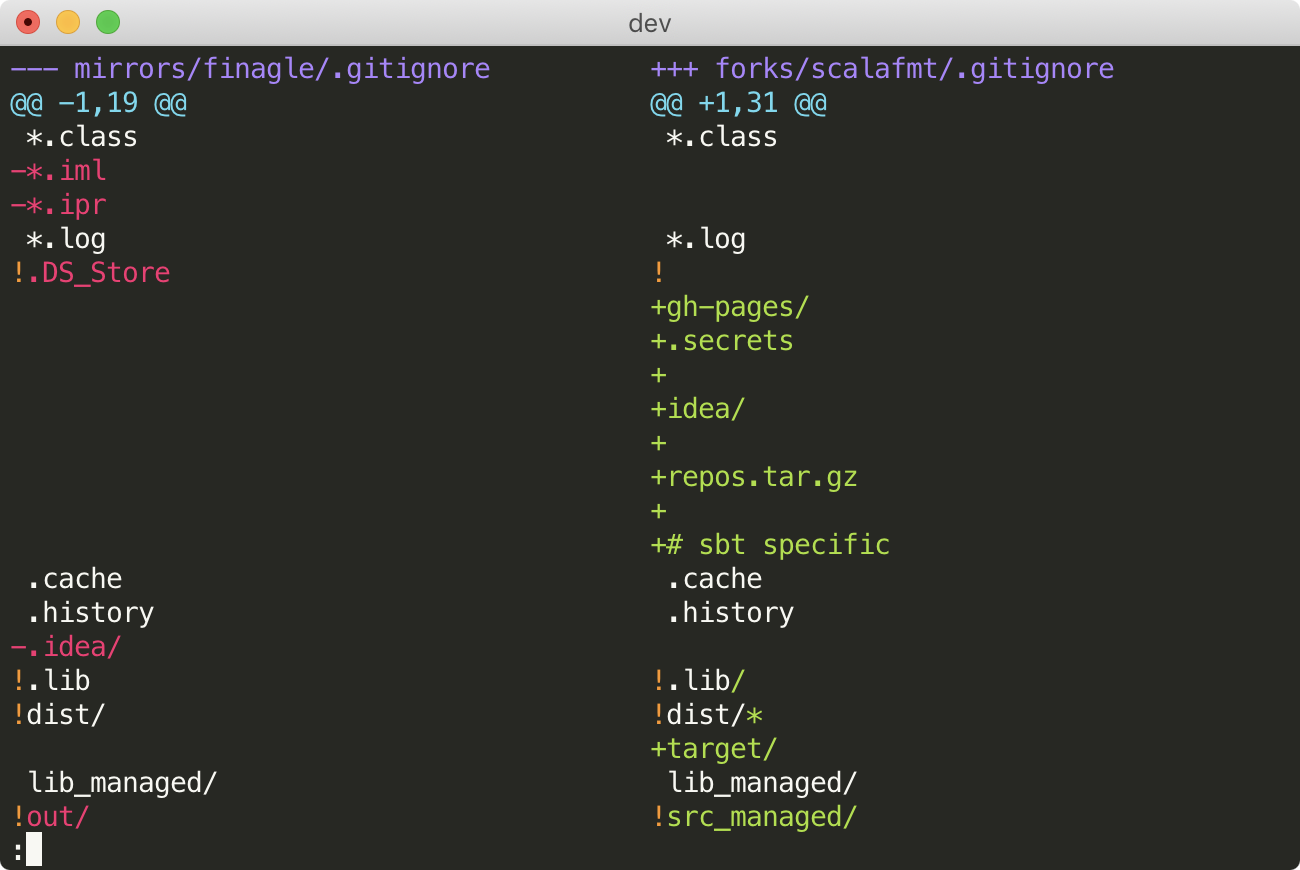 dev
--- mirrors/finagle/.gitignore +++ forks/scalafmt/.gitignore
@@ -1,19 @@ @@ +1,31 @@
*.class *.class
-*.iml
-*.ipr
*.log *.log
!.DS_Store !
+gh-pages/
+.secrets
+
+idea/
+
+repos.tar.gz
+
+# sbt specific
.cache .cache
.history .history
-.idea/
!.lib !.lib/
!dist/ !dist/*
+target/
lib_managed/ lib_managed/
!out/ !src_managed/
: